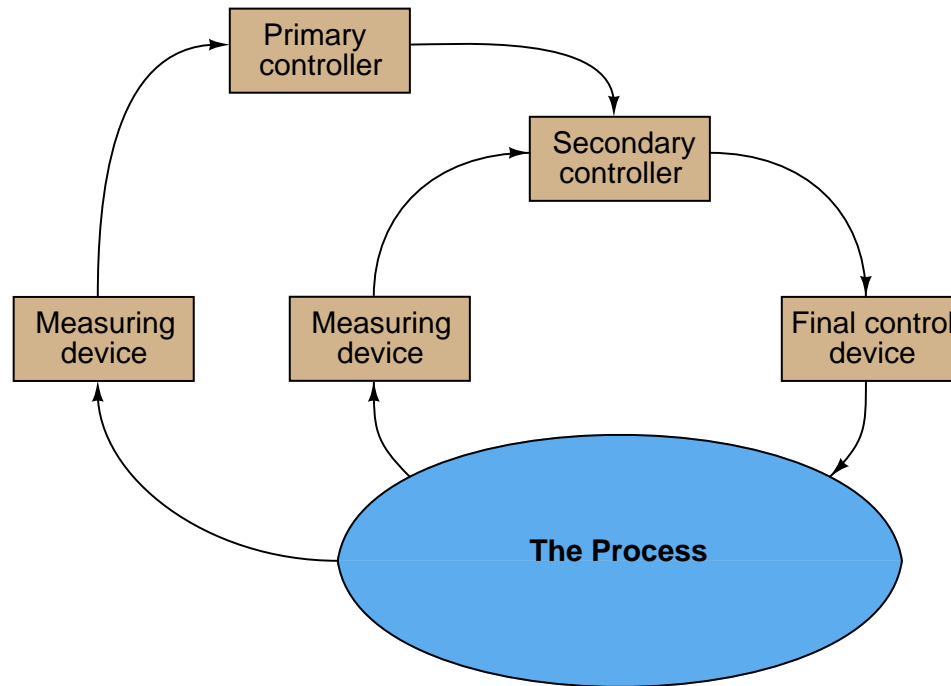 Primary
controller
Secondary
controller
Measuring
device
Measuring
device
Final control
device
The Process